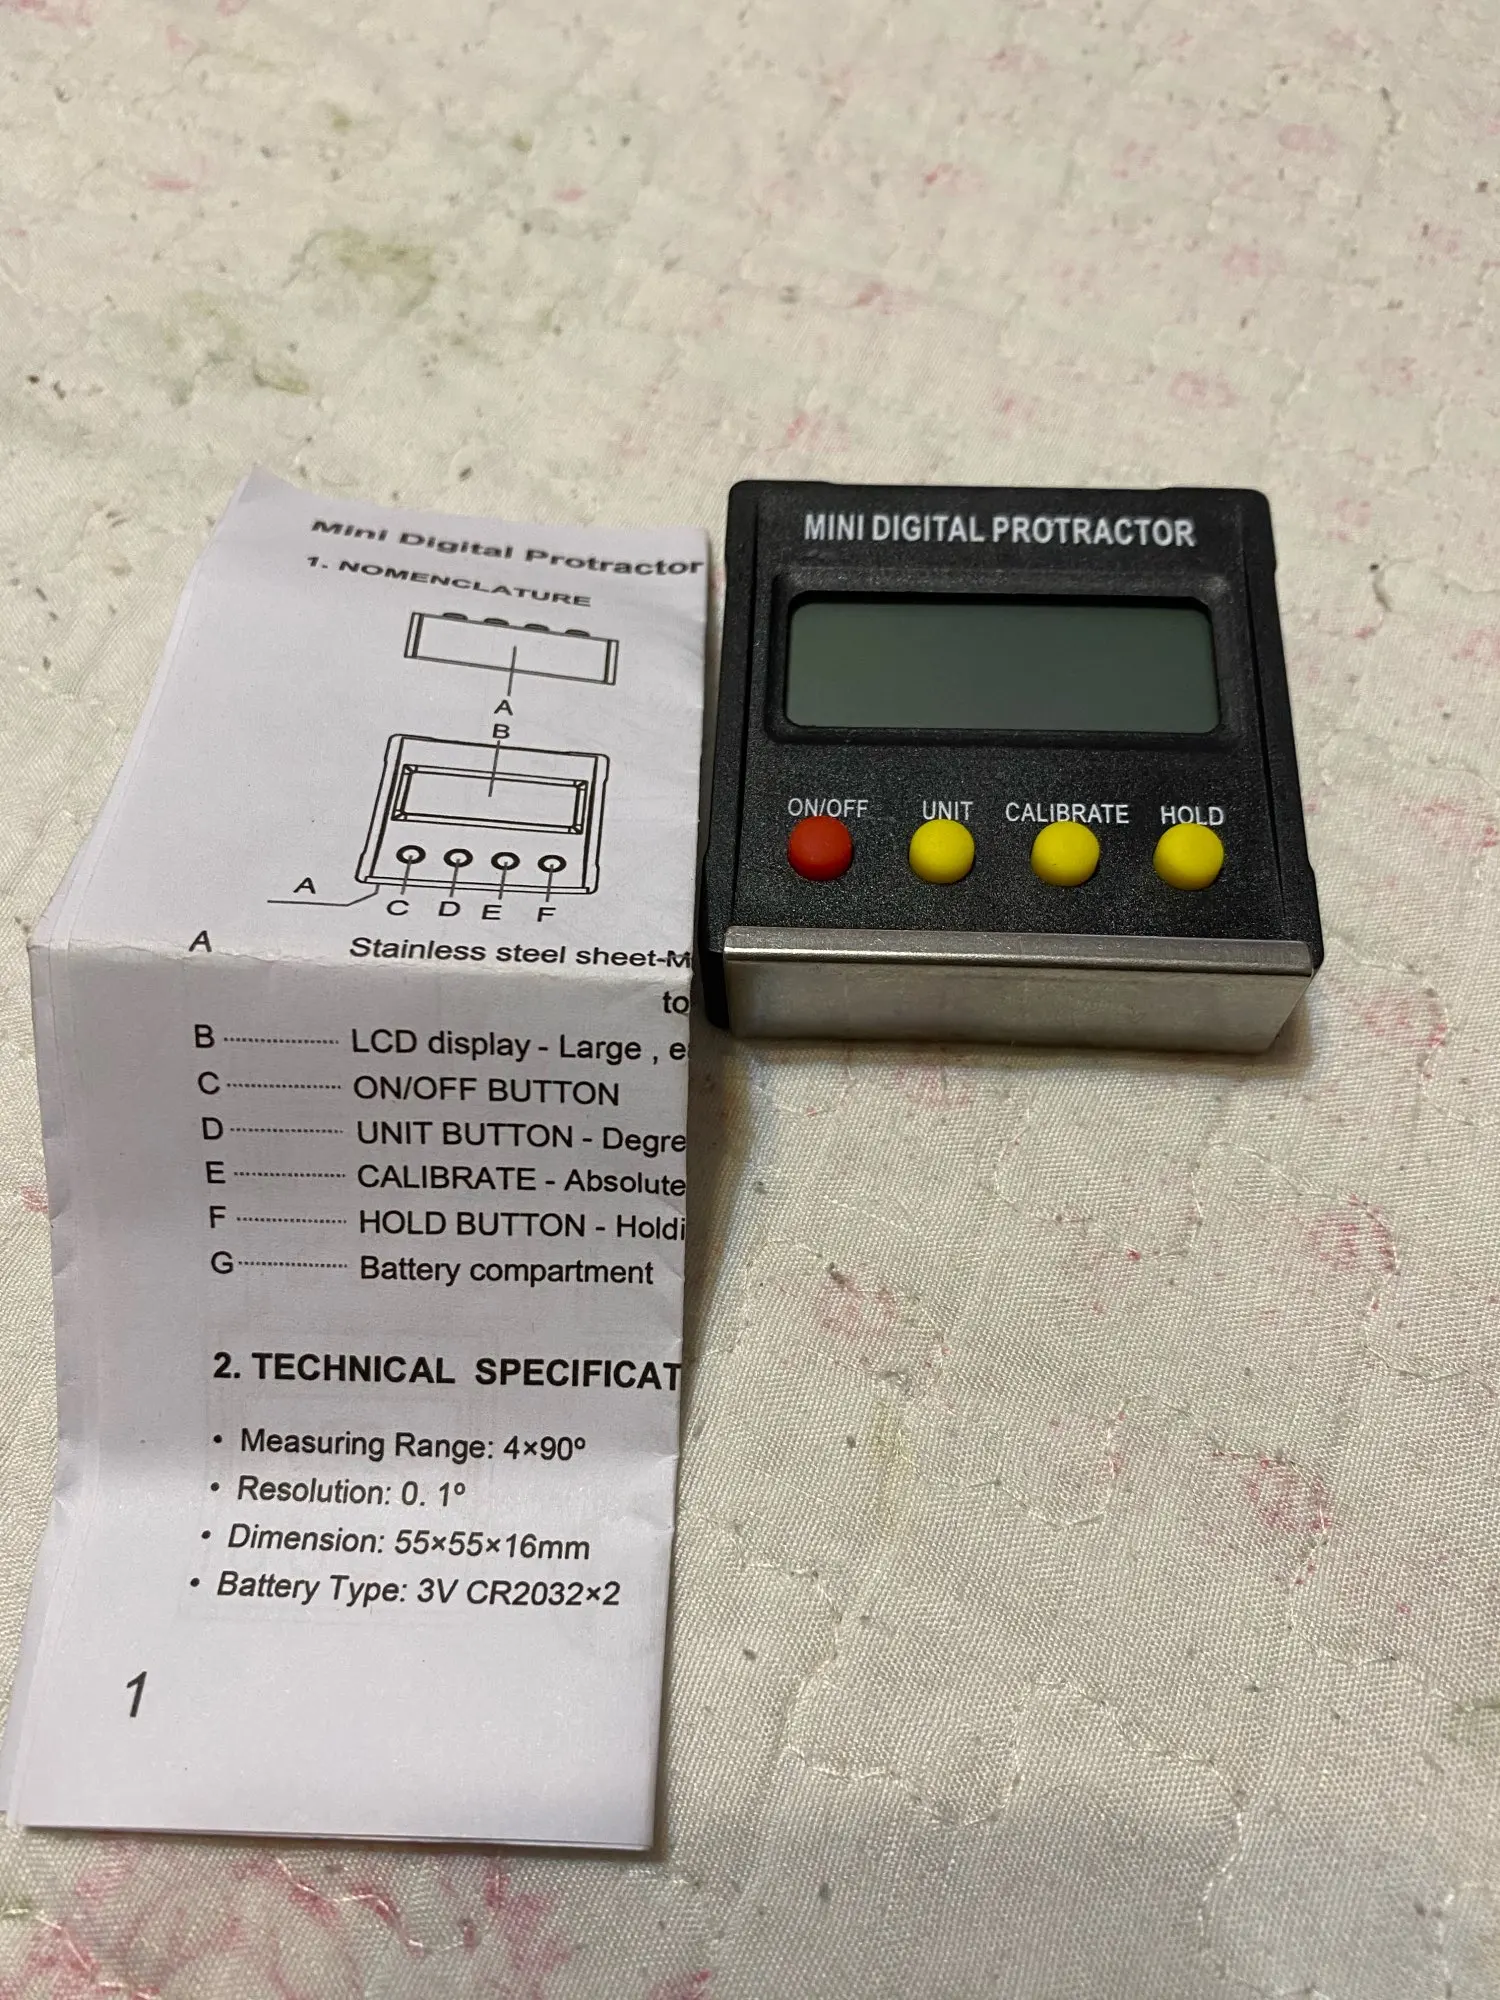 Mini Digital Protractor
1. NOMENCLATURE
A
B
A
C D E F
A Stainless steel sheet-M
to
B ........................ LCD display - Large , e
C ........................ ON/OFF BUTTON
D ........................ UNIT BUTTON - Degre
E ........................ CALIBRATE - Absolute
F ........................ HOLD BUTTON - Holdi
G ........................ Battery compartment
2. TECHNICAL SPECIFICAT
• Measuring Range: 4×90º
• Resolution: 0. 1º
• Dimension: 55×55×16mm
• Battery Type: 3V CR2032×2
1
MINI DIGITAL PROTRACTOR
ON/OFF UNIT CALIBRATE HOLD